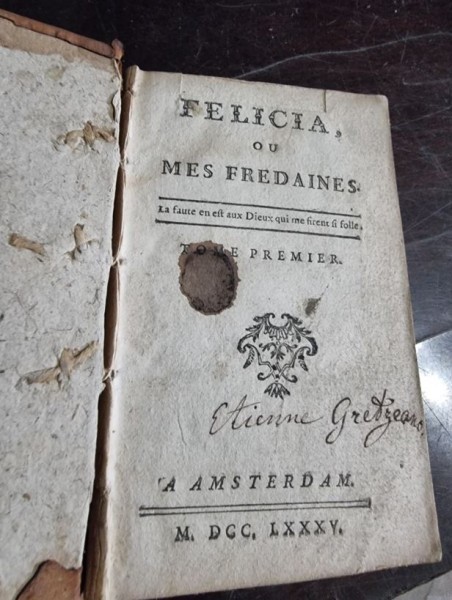 FELICIA,
OU
MES FREDAINES.
La faute en est aux Dieux qui me firent si folle.
TOME PREMIER.
Etienne
A AMSTERDAM.
M. DCC. LXXXV.